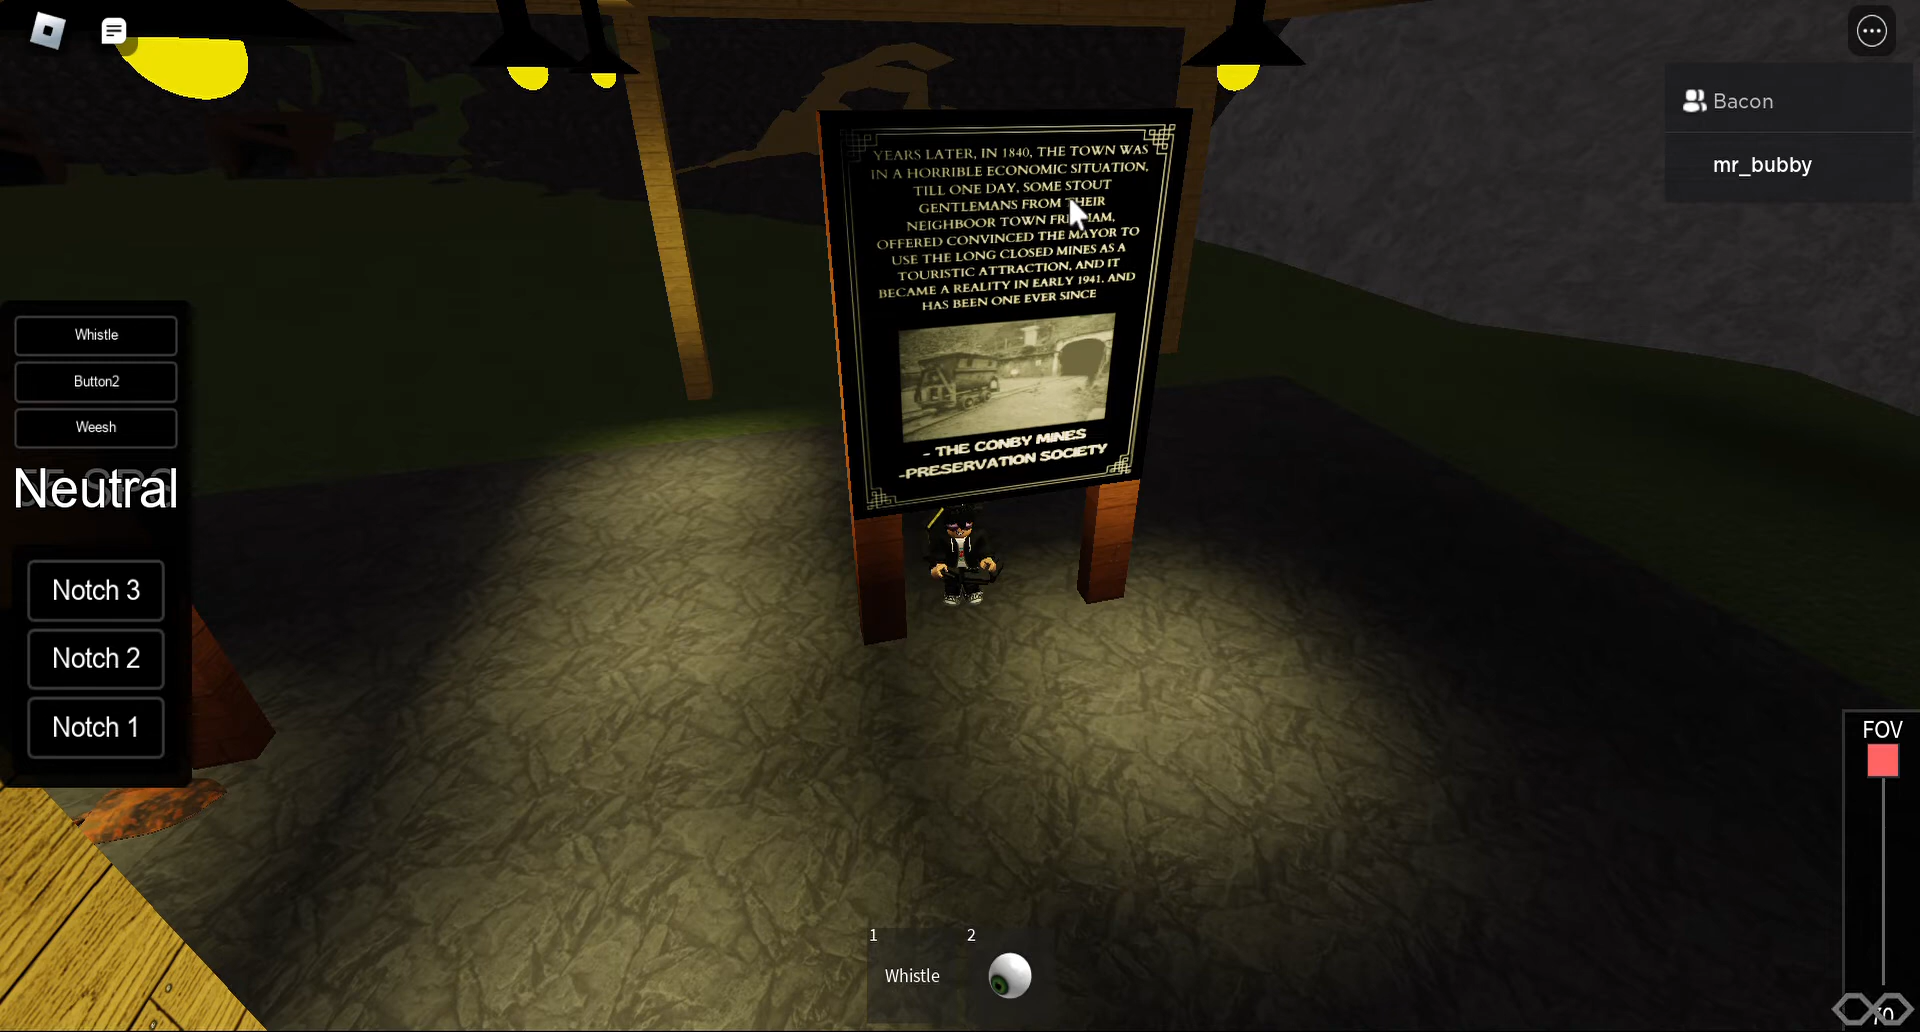 Bacon
mr_bubby
YEARS LATER, IN 1840, THE TOWN WAS
IN A HORRIBLE ECONOMIC SITUATION,
TILL ONE DAY, SOME STOUT
GENTLEMANS FROM THEIR
NEIGHBOOR TOWN
OFFERED CONVINCED THE MAYOR TO
USE THE LONG CLOSED MINES AS A
TOURISTIC ATTRACTION, AND IT
BECAME A REALITY IN EARLY 1941, AND
HAS BEEN ONE EVER SINCE
- THE CONBY MINES
-PRESERVATION SOCIETY
Whistle
Button2
Weesh
Neutral
Notch 3
Notch 2
Notch 1
FOV
70
1
2
Whistle